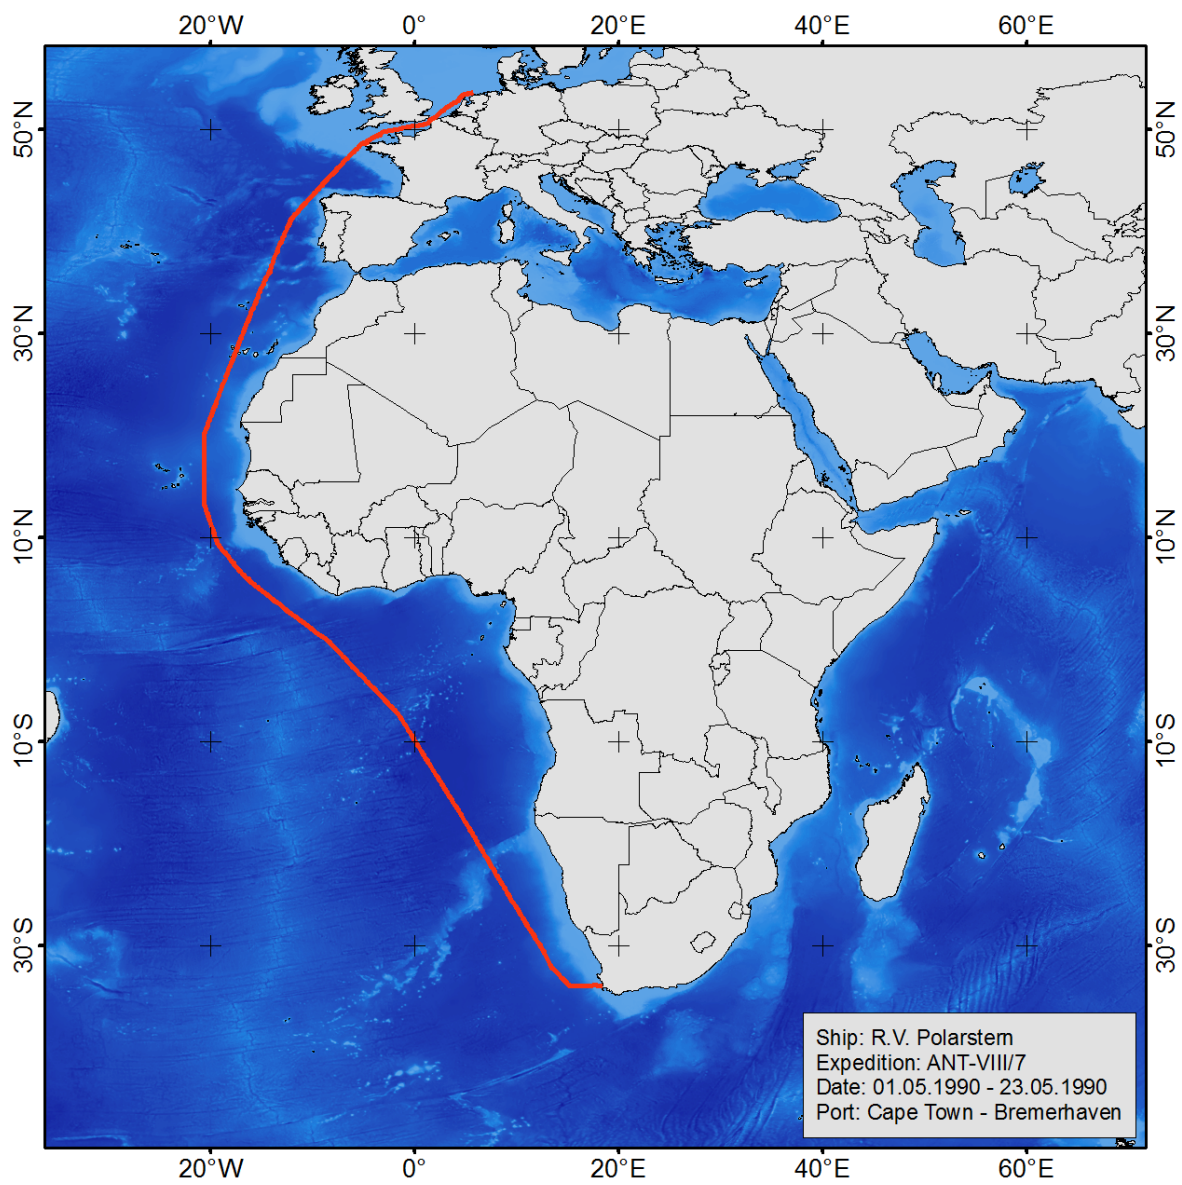 20°W 0° 20°E 40°E 60°E
50°N 50°N
30°N 30°N
10°N 10°N
10°S 10°S
30°S 30°S
Ship: R.V. Polarstern
Expedition: ANT-VIII/7
Date: 01.05.1990 - 23.05.1990
Port: Cape Town - Bremerhaven
20°W 0° 20°E 40°E 60°E